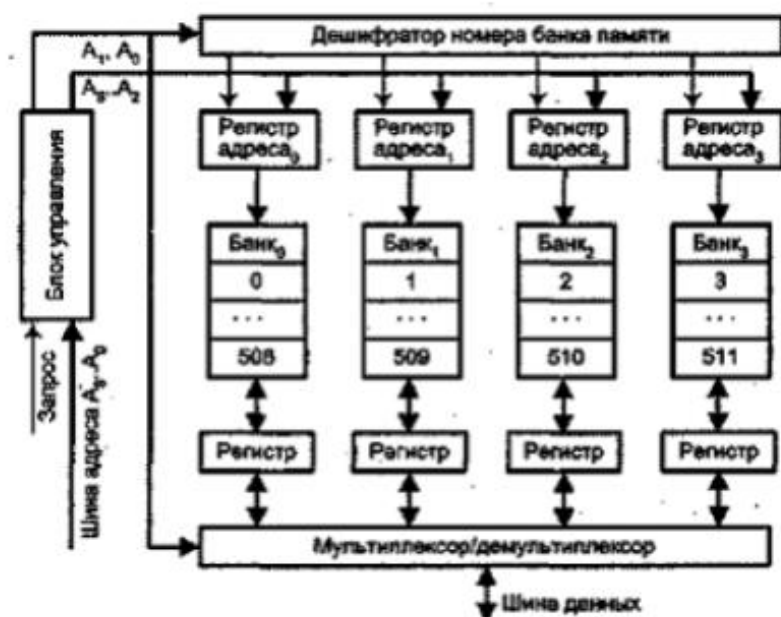 Дешифратор номера банка памяти
A₁, A₀
A₈..A₂
Регистр адреса₀
Регистр адреса₁
Регистр адреса₂
Регистр адреса₃
Блок управления
Банк₀
0
...
508
Банк₁
1
...
509
Банк₂
2
...
510
Банк₃
3
...
511
Запрос
Шина адреса A₈..A₀
Регистр
Регистр
Регистр
Регистр
Мультиплексор/демультиплексор
Шина данных